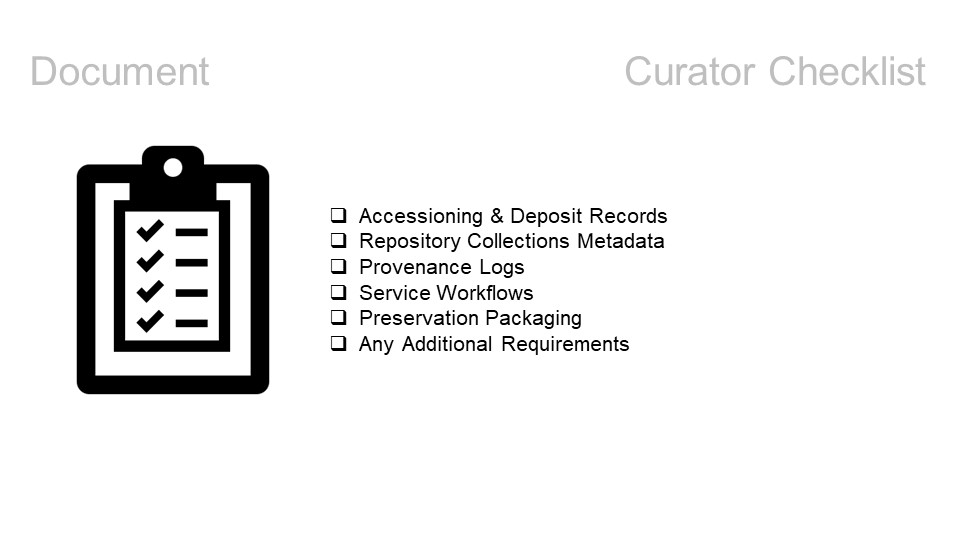 Document
Curator Checklist
❑ Accessioning & Deposit Records
❑ Repository Collections Metadata
❑ Provenance Logs
❑ Service Workflows
❑ Preservation Packaging
❑ Any Additional Requirements